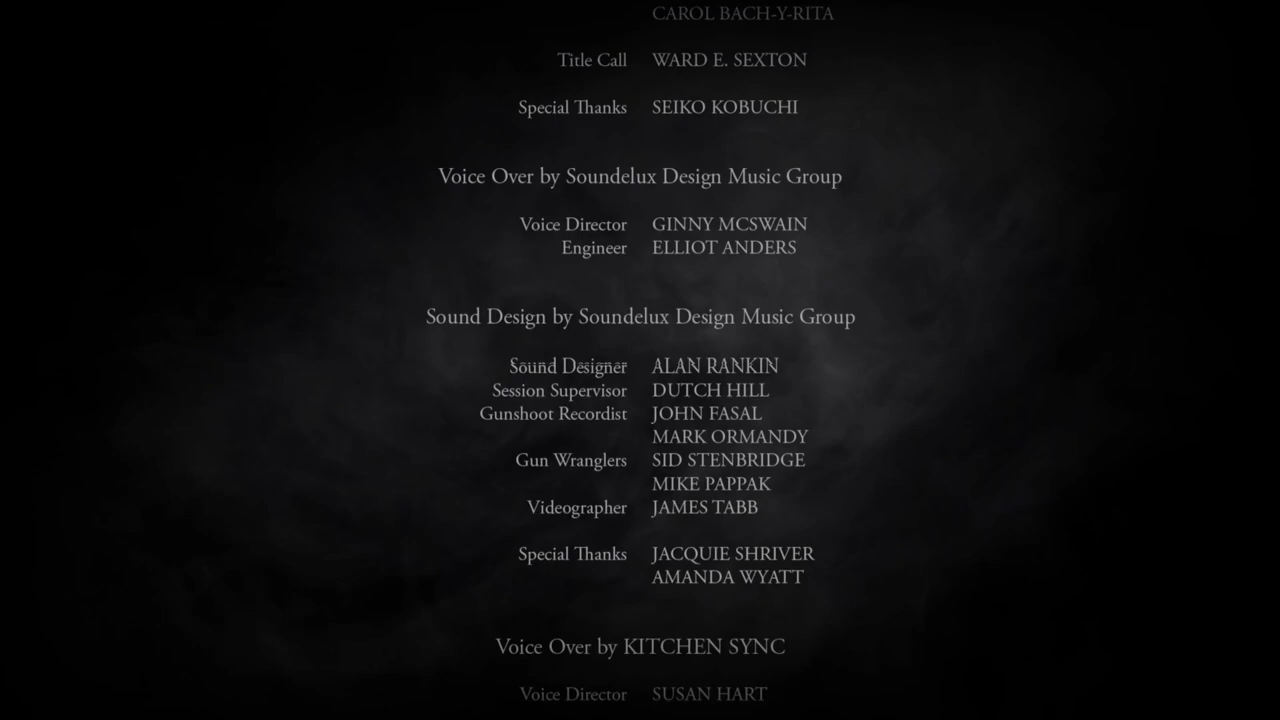 CAROL BACH-Y-RITA
Title Call WARD E. SEXTON
Special Thanks SEIKO KOBUCHI
Voice Over by Soundelux Design Music Group
Voice Director GINNY MCSWAIN
Engineer ELLIOT ANDERS
Sound Design by Soundelux Design Music Group
Sound Designer ALAN RANKIN
Session Supervisor DUTCH HILL
Gunshoot Recordist JOHN FASAL
MARK ORMANDY
Gun Wranglers SID STENBRIDGE
MIKE PAPPAK
Videographer JAMES TABB
Special Thanks JACQUIE SHRIVER
AMANDA WYATT
Voice Over by KITCHEN SYNC
Voice Director SUSAN HART